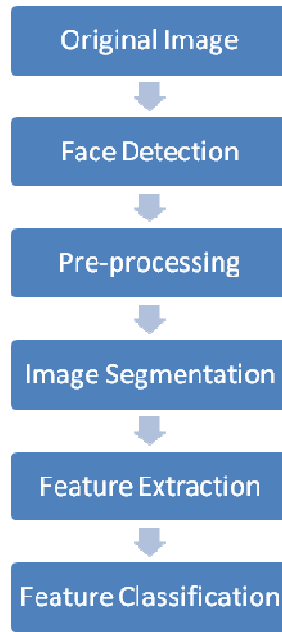 Original Image
Face Detection
Pre-processing
Image Segmentation
Feature Extraction
Feature Classification